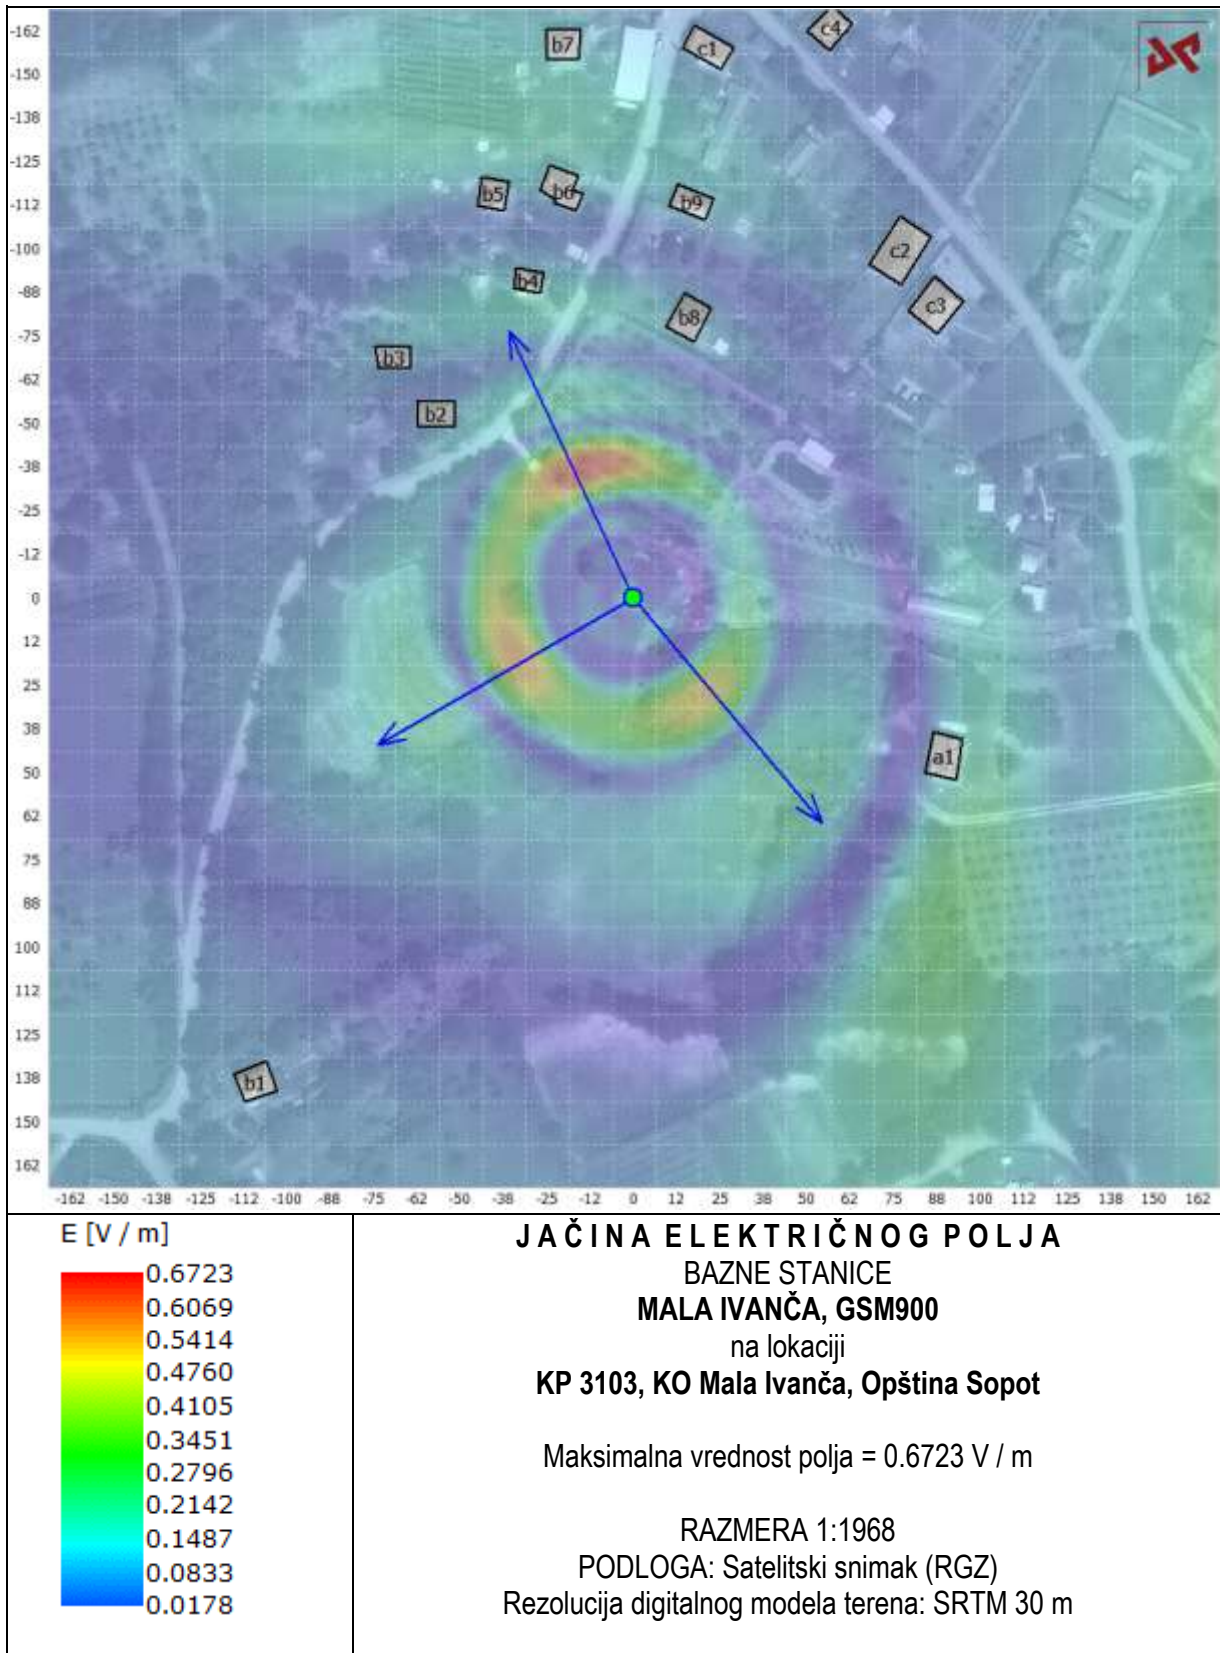 -162
-150
-138
-125
-112
-100
-88
-75
-62
-50
-38
-25
-12
0
12
25
38
50
62
75
88
100
112
125
138
150
162
b7
c1
c4
b5
b6
b9
c2
b4
c3
b8
b3
b2
a1
b1
-162 -150 -138 -125 -112 -100 -88 -75 -62 -50 -38 -25 -12 0 12 25 38 50 62 75 88 100 112 125 138 150 162
E [V / m]
0.6723
0.6069
0.5414
0.4760
0.4105
0.3451
0.2796
0.2142
0.1487
0.0833
0.0178
JAČINA ELEKTRIČNOG POLJA
BAZNE STANICE
MALA IVANČA, GSM900
na lokaciji
KP 3103, KO Mala Ivanča, Opština Sopot
Maksimalna vrednost polja = 0.6723 V / m
RAZMERA 1:1968
PODLOGA: Satelitski snimak (RGZ)
Rezolucija digitalnog modela terena: SRTM 30 m